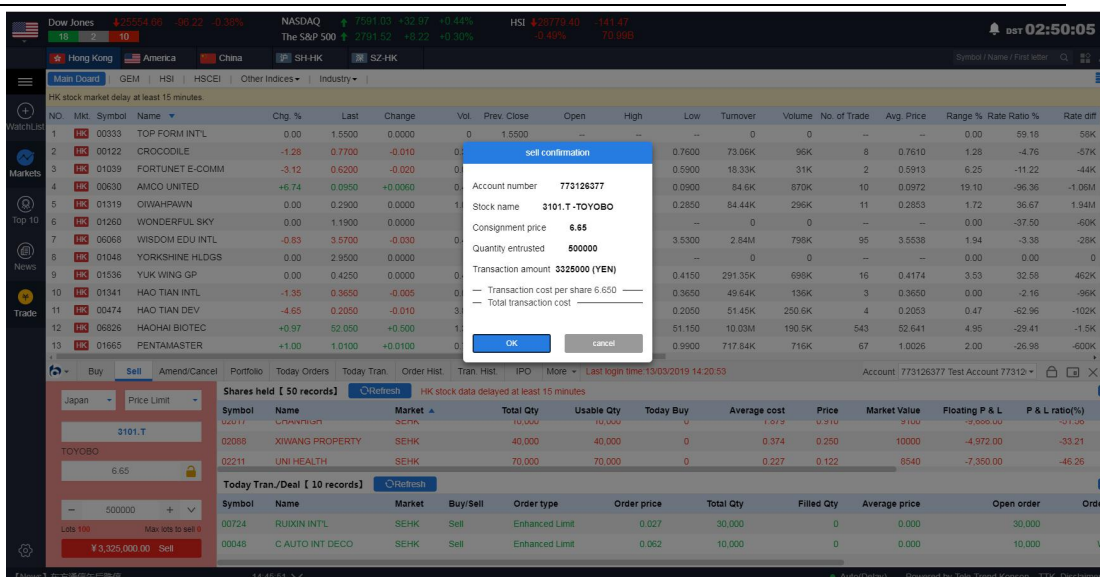 Dow Jones 25554.66 -96.22 -0.38% NASDAQ 7591.03 +32.97 +0.44% HSI 28779.40 -141.47
18 2 10 The S&P 500 2791.52 +8.22 +0.30% -0.49% 70.99B
DST 02:50:05
Hong Kong America China SH-HK SZ-HK Symbol / Name / First letter
Main Board | GEM | HSI | HSCEI | Other Indices | Industry |
HK stock market delay at least 15 minutes.
NO. Mkt. Symbol Name Chg. % Last Change Vol. Prev. Close Open High Low Turnover Volume No. of Trade Avg. Price Range % Rate Ratio % Rate diff
1 HK 00333 TOP FORM INT'L 0.00 1.5500 0.0000 0 1.5500 -- -- -- 0 0 -- -- 0.00 59.18 58K
2 HK 00122 CROCODILE -1.28 0.7700 -0.010 0.7600 73.06K 96K 8 0.7610 1.28 -4.76 -57K
3 HK 01039 FORTUNET E-COMM -3.12 0.6200 -0.020 0.5900 18.33K 31K 2 0.5913 6.25 -11.22 -44K
4 HK 00630 AMCO UNITED +6.74 0.0950 +0.0060 0.0900 84.6K 870K 10 0.0972 19.10 -96.36 -1.06M
5 HK 01319 OIWAHPAWN 0.00 0.2900 0.0000 0.2850 84.44K 296K 11 0.2853 1.72 36.67 1.94M
6 HK 01260 WONDERFUL SKY 0.00 1.1900 0.0000 -- 0 0 -- -- 0.00 -37.50 -60K
7 HK 06068 WISDOM EDU INTL -0.83 3.5700 -0.030 3.5300 2.84M 798K 95 3.5538 1.94 -3.38 -28K
8 HK 01048 YORKSHINE HLDGS 0.00 2.9500 0.0000 -- 0 0 -- -- 0.00 0.00 0
9 HK 01536 YUK WING GP 0.00 0.4250 0.0000 0.4150 291.35K 698K 16 0.4174 3.53 32.58 462K
10 HK 01341 HAO TIAN INTL -1.35 0.3650 -0.005 0.3650 49.64K 136K 3 0.3650 0.00 -2.16 -96K
11 HK 00474 HAO TIAN DEV -4.65 0.2050 -0.010 0.2050 51.45K 250.6K 4 0.2053 0.47 -62.96 -102K
12 HK 06826 HAOHAI BIOTEC +0.97 52.050 +0.500 51.150 10.03M 190.5K 543 52.641 4.95 -29.41 -1.5K
13 HK 01665 PENTAMASTER +1.00 1.0100 +0.0100 0.9900 717.84K 716K 67 1.0026 2.00 -26.98 -600K
WatchList
Markets
Top 10
News
Trade
sell confirmation
Account number 773126377
Stock name 3101.T -TOYOBO
Consignment price 6.65
Quantity entrusted 500000
Transaction amount 3325000 (YEN)
— Transaction cost per share 6.650
— Total transaction cost
OK cancel
Buy Sell Amend/Cancel Portfolio Today Orders Today Tran. Order Hist. Tran. Hist. IPO More Last login time:13/03/2019 14:20:53 Account 773126377 Test Account 77312
Japan Price Limit
3101.T
TOYOBO
6.65
- 500000 +
Lots 100 Max lots to sell 0
¥3,325,000.00 Sell
Shares held [ 50 records] Refresh HK stock data delayed at least 15 minutes
Symbol Name Market Total Qty Usable Qty Today Buy Average cost Price Market Value Floating P & L P & L ratio(%)
02017 CHANHIGH SEHK 10,000 10,000 0 1.879 0.910 9100 -9,688.00 -51.56
02088 XIWANG PROPERTY SEHK 40,000 40,000 0 0.374 0.250 10000 -4,972.00 -33.21
02211 UNI HEALTH SEHK 70,000 70,000 0 0.227 0.122 8540 -7,350.00 -46.26
Today Tran./Deal [ 10 records] Refresh
Symbol Name Market Buy/Sell Order type Order price Total Qty Filled Qty Average price Open order
00724 RUIXIN INT'L SEHK Sell Enhanced Limit 0.027 30,000 0 0.000 30,000
00048 C AUTO INT DECO SEHK Sell Enhanced Limit 0.062 10,000 0 0.000 10,000